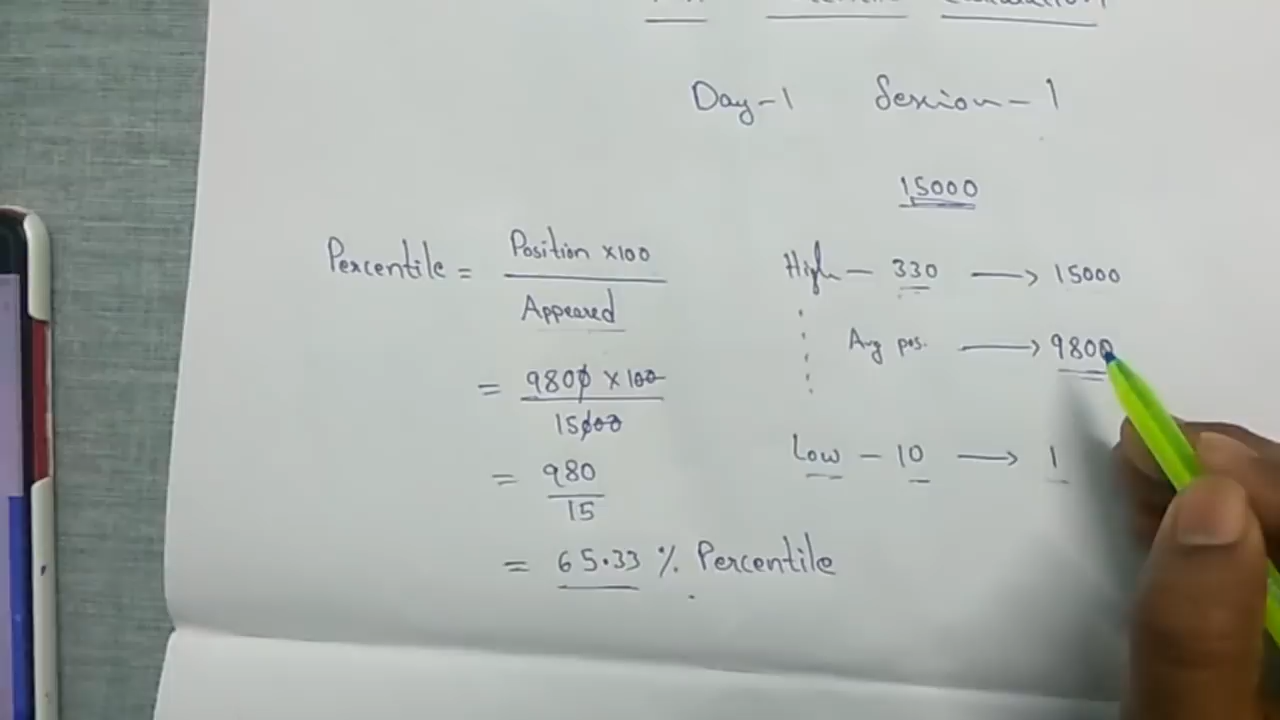 Day-1 Session-1
15000
Percentile = Position x100
Appeared
= 9800 x100
15000
= 980
15
= 65.33 % Percentile
High - 330 → 15000
Avg pos. → 9800
Low - 10 → 1